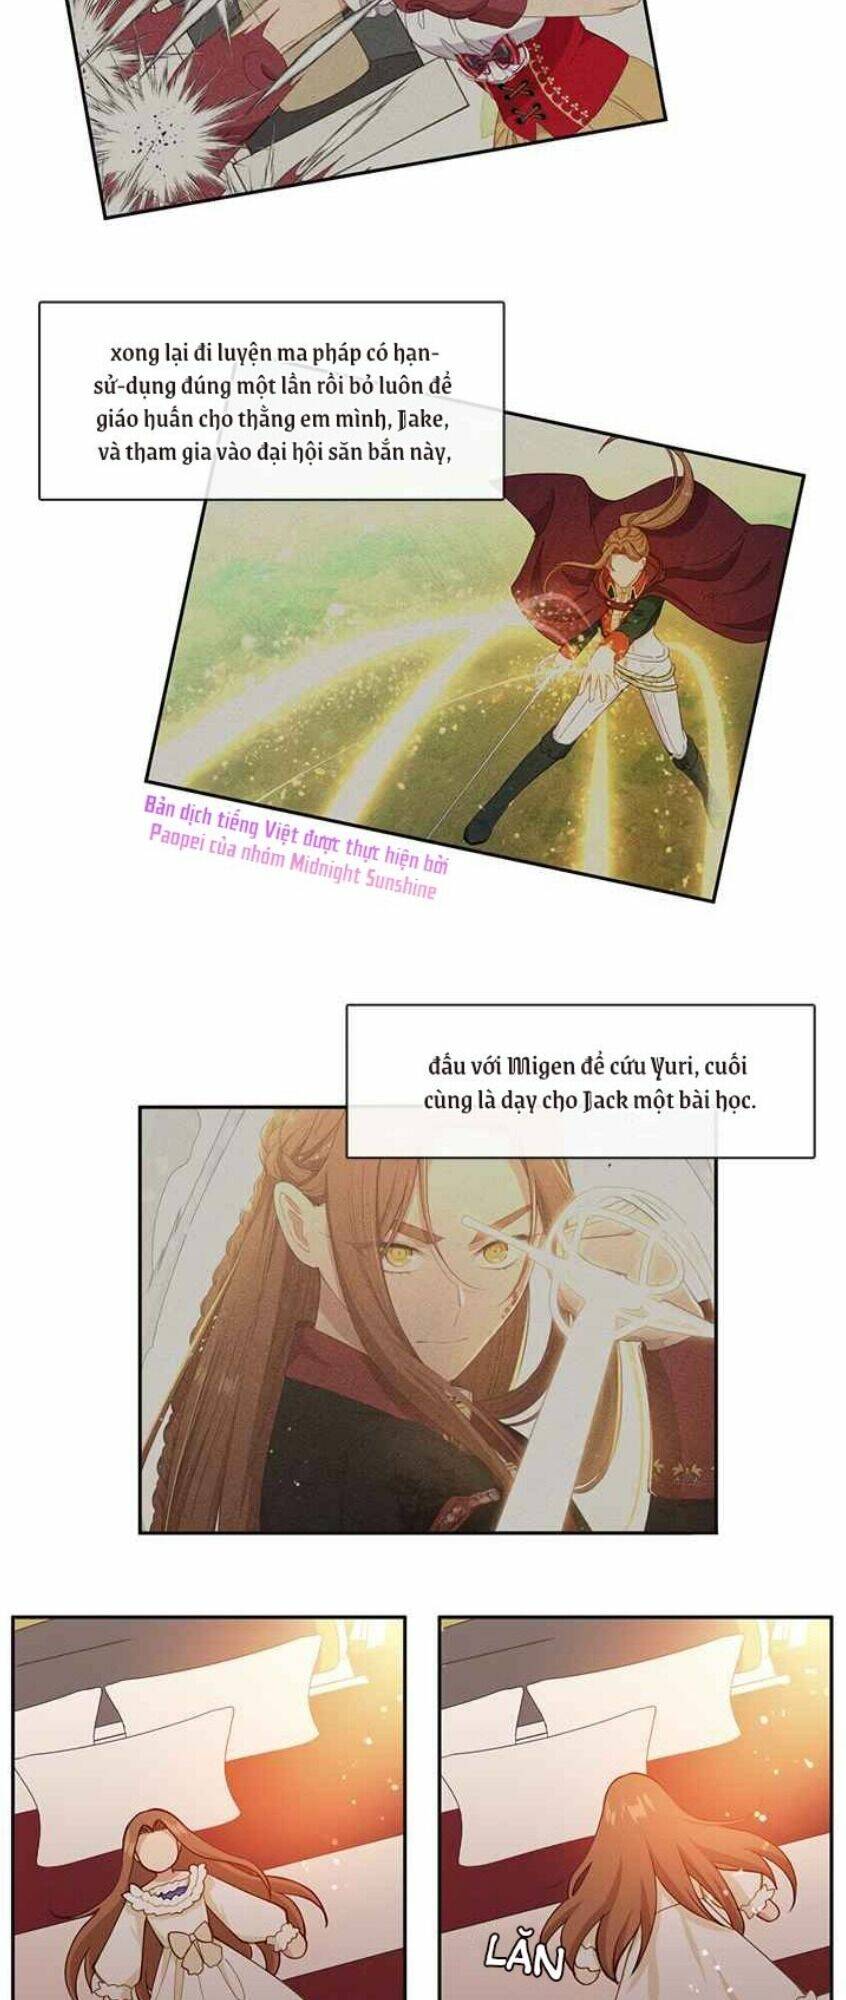 xong lại đi luyện ma pháp có hạn-
sử-dụng đúng một lần rồi bỏ luôn để
giáo huấn cho thằng em mình, Jake,
và tham gia vào đại hội săn bắn này,
Bản dịch tiếng Việt được thực hiện bởi
Paopei của nhóm Midnight Sunshine
đấu với Migen để cứu Yuri, cuối
cùng là dạy cho Jack một bài học.
LĂN